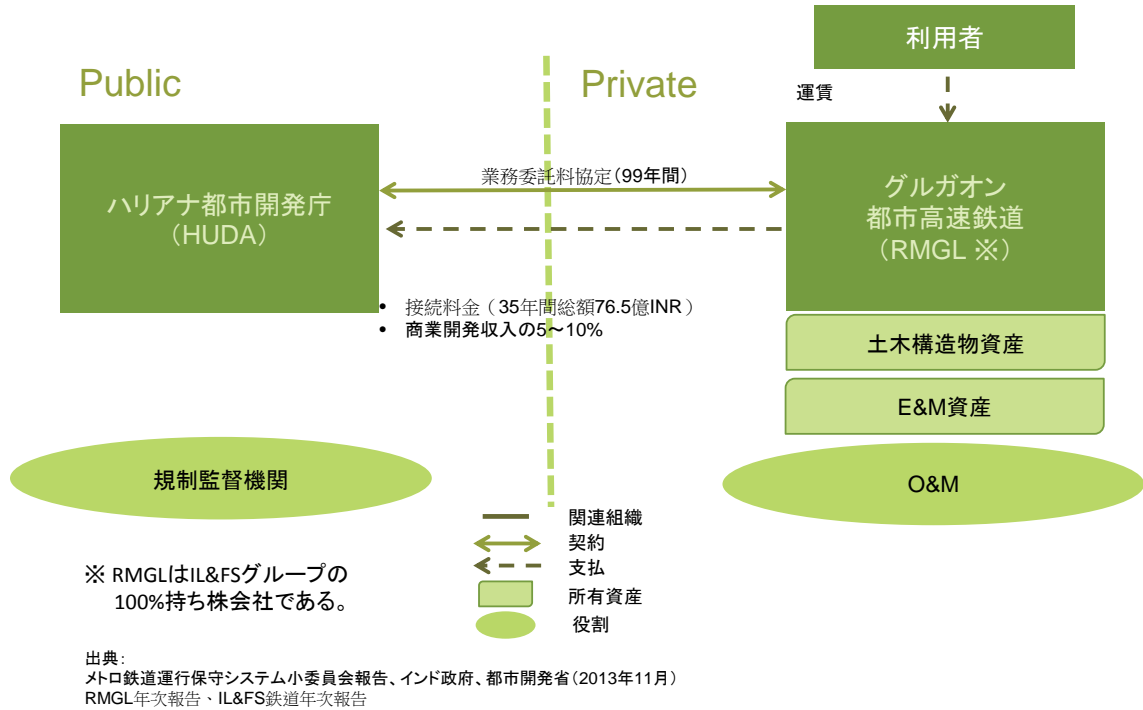 利用者
Public
Private
運賃
業務委託料協定（99年間）
ハリアナ都市開発庁
（HUDA）
グルガオン
都市高速鉄道
（RMGL ※）
• 接続料金（35年間総額76.5億INR）
• 商業開発収入の5～10%
土木構造物資産
E&M資産
規制監督機関
O&M
関連組織
契約
支払
所有資産
役割
※ RMGLはIL&FSグループの
100%持ち株会社である。
出典：
メトロ鉄道運行保守システム小委員会報告、インド政府、都市開発省（2013年11月）
RMGL年次報告、IL&FS鉄道年次報告